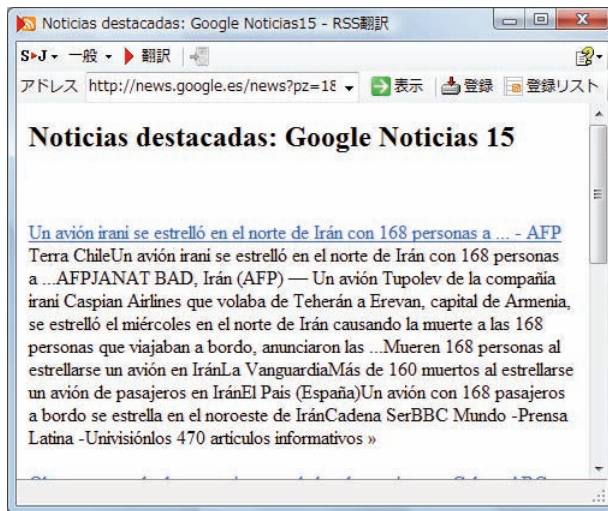 Noticias destacadas: Google Noticias15 - RSS翻訳
S▸J 一般 翻訳
アドレス http://news.google.es/news?pz=18 表示 登録 登録リスト
Noticias destacadas: Google Noticias 15
Un avión irani se estrelló en el norte de Irán con 168 personas a ... - AFP
Terra ChileUn avión irani se estrelló en el norte de Irán con 168 personas
a ...AFPJANAT BAD, Irán (AFP) — Un avión Tupolev de la compañía
irani Caspian Airlines que volaba de Teherán a Erevan, capital de Armenia,
se estrelló el miércoles en el norte de Irán causando la muerte a las 168
personas que viajaban a bordo, anunciaron las ...Mueren 168 personas al
estrellarse un avión en IránLa VanguardiaMás de 160 muertos al estrellarse
un avión de pasajeros en IránEl Pais (España)Un avión con 168 pasajeros
a bordo se estrella en el noroeste de IránCadena SerBBC Mundo -Prensa
Latina -Univisiónlos 470 artículos informativos »